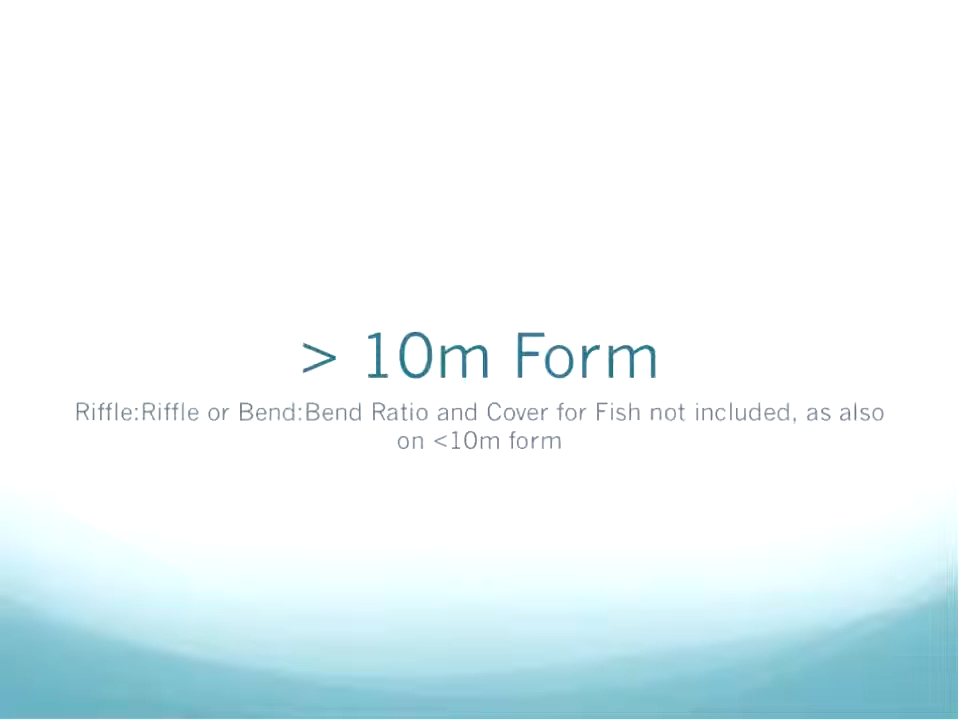 > 10m Form
Riffle:Riffle or Bend:Bend Ratio and Cover for Fish not included, as also
on <10m form